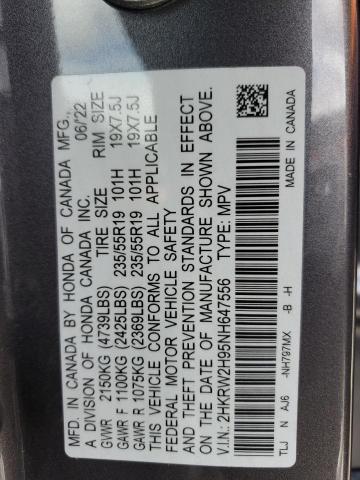 MFD. IN CANADA BY HONDA OF CANADA MFG.,
A DIVISION OF HONDA CANADA INC. 06/22
GVWR 2150KG (4739LBS) TIRE SIZE RIM SIZE
GAWR F 1100KG (2425LBS) 235/55R19 101H 19X7.5J
GAWR R 1075KG (2369LBS) 235/55R19 101H 19X7.5J
THIS VEHICLE CONFORMS TO ALL APPLICABLE
FEDERAL MOTOR VEHICLE SAFETY
AND THEFT PREVENTION STANDARDS IN EFFECT
ON THE DATE OF MANUFACTURE SHOWN ABOVE.
V.I.N.: 2HKRW2H95NH647556 TYPE: MPV
TLJ N AJ6 -NH797MX -B -H
MADE IN CANADA